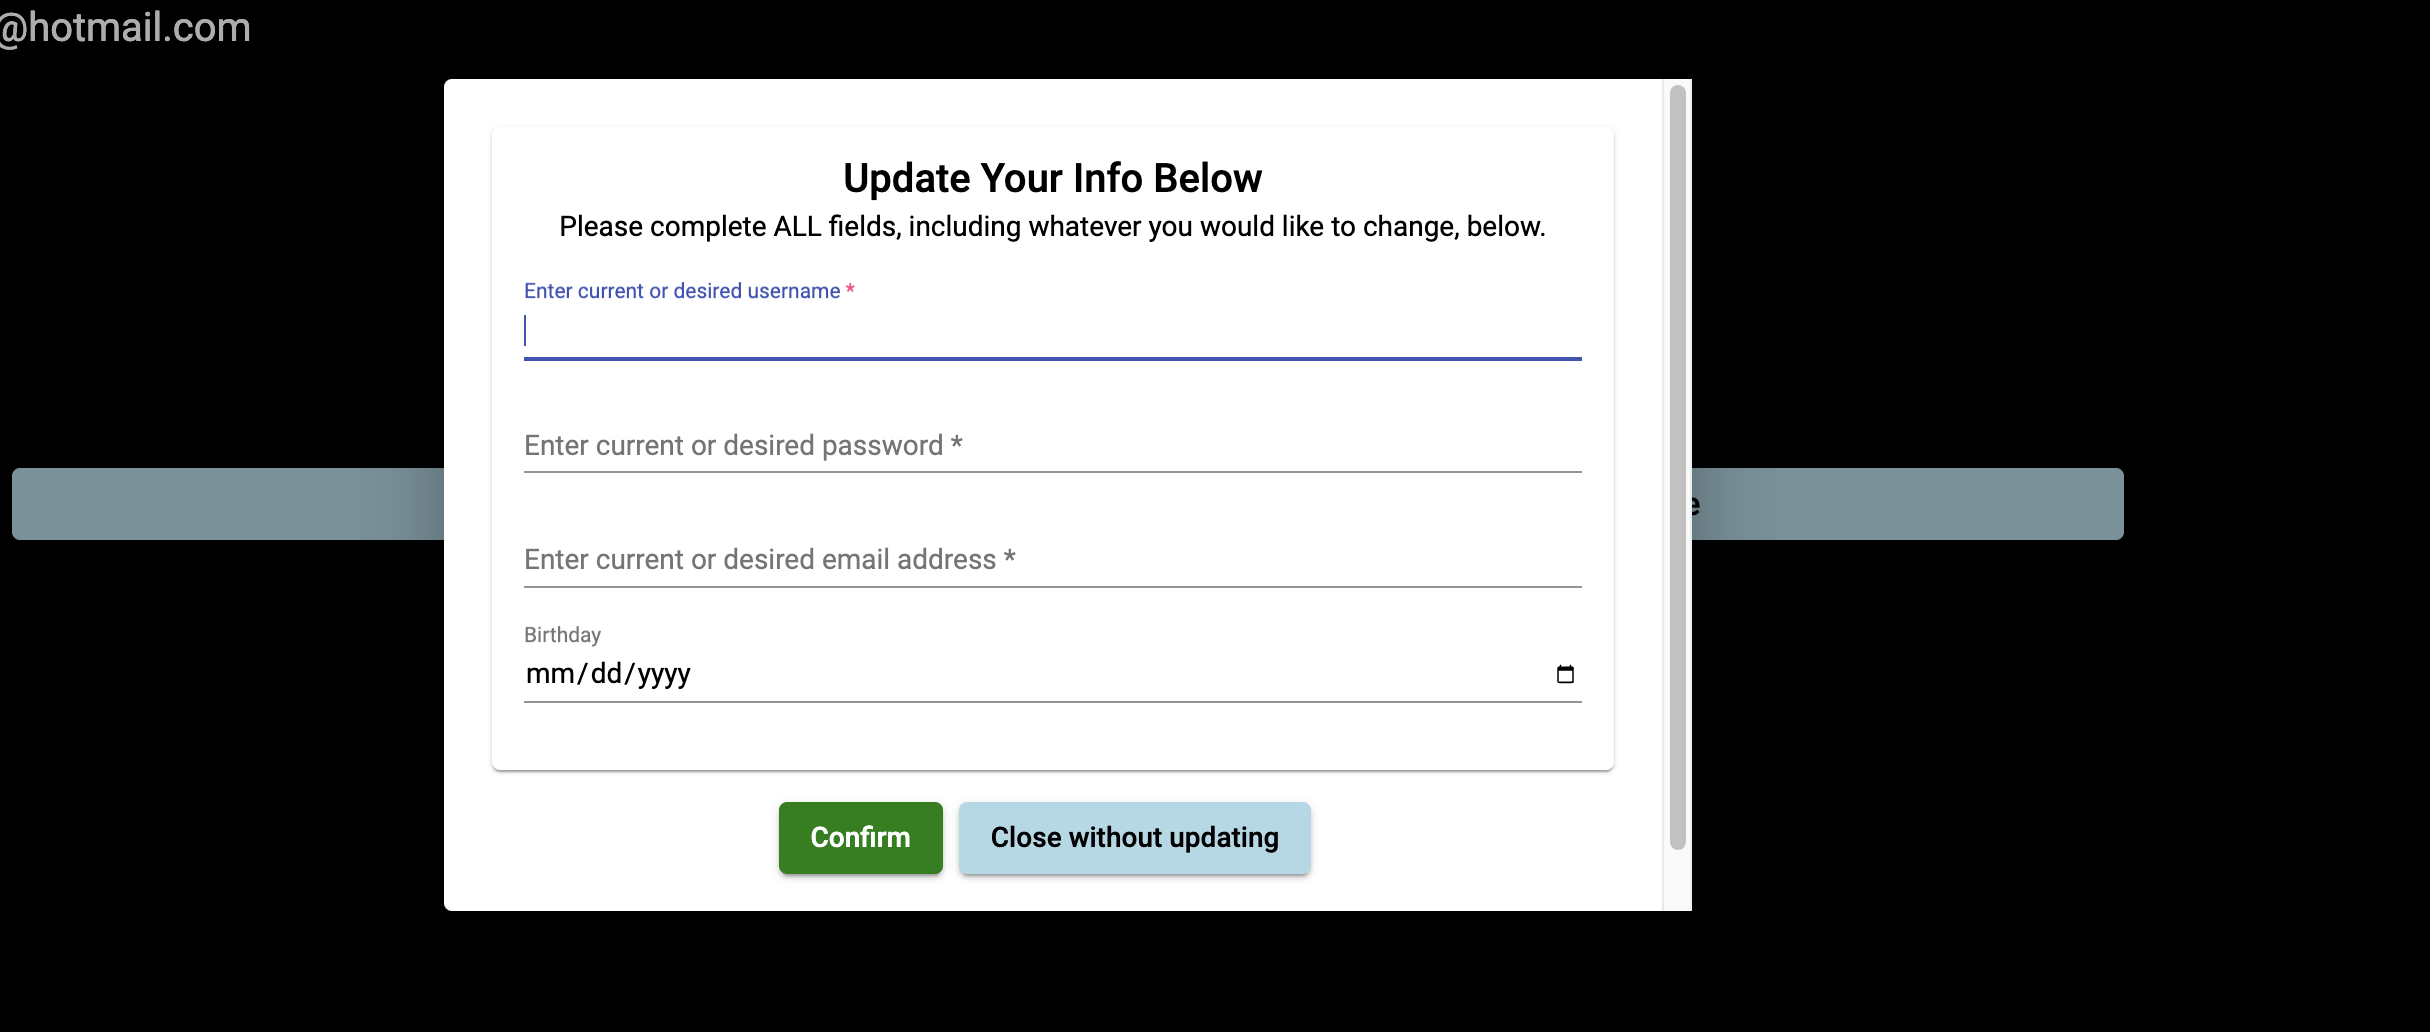 @hotmail.com
Update Your Info Below
Please complete ALL fields, including whatever you would like to change, below.
Enter current or desired username *
Enter current or desired password *
e
Enter current or desired email address *
Birthday
mm/dd/yyyy
Confirm
Close without updating